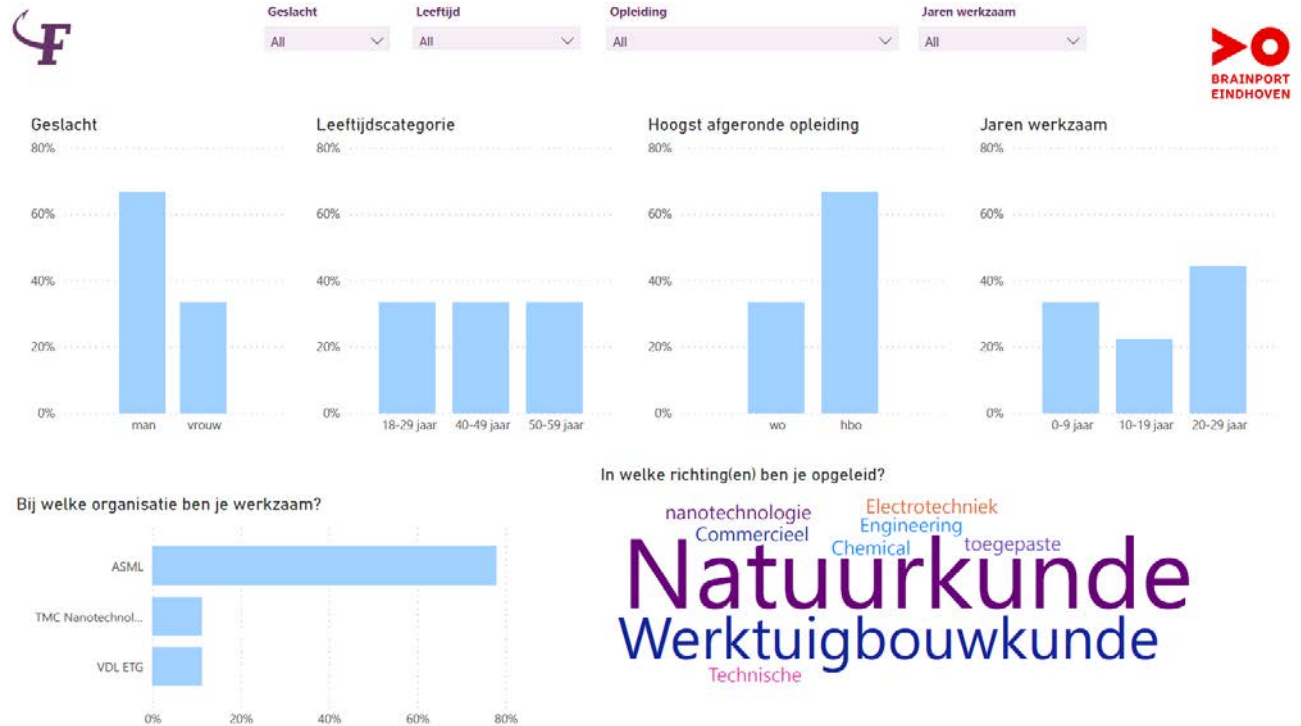 F
Geslacht Leeftijd Opleiding Jaren werkzaam
All All All All
BRAINPORT
EINDHOVEN
Geslacht
80%
60%
40%
20%
0%
man vrouw
Leeftijdscategorie
80%
60%
40%
20%
0%
18-29 jaar 40-49 jaar 50-59 jaar
Hoogst afgeronde opleiding
80%
60%
40%
20%
0%
wo hbo
Jaren werkzaam
80%
60%
40%
20%
0%
0-9 jaar 10-19 jaar 20-29 jaar
Bij welke organisatie ben je werkzaam?
ASML
TMC Nanotechnol...
VDL ETG
0% 20% 40% 60% 80%
In welke richting(en) ben je opgeleid?
nanotechnologie Electrotechniek
Commercieel Engineering
Chemical toegepaste
Natuurkunde
Werktuigbouwkunde
Technische